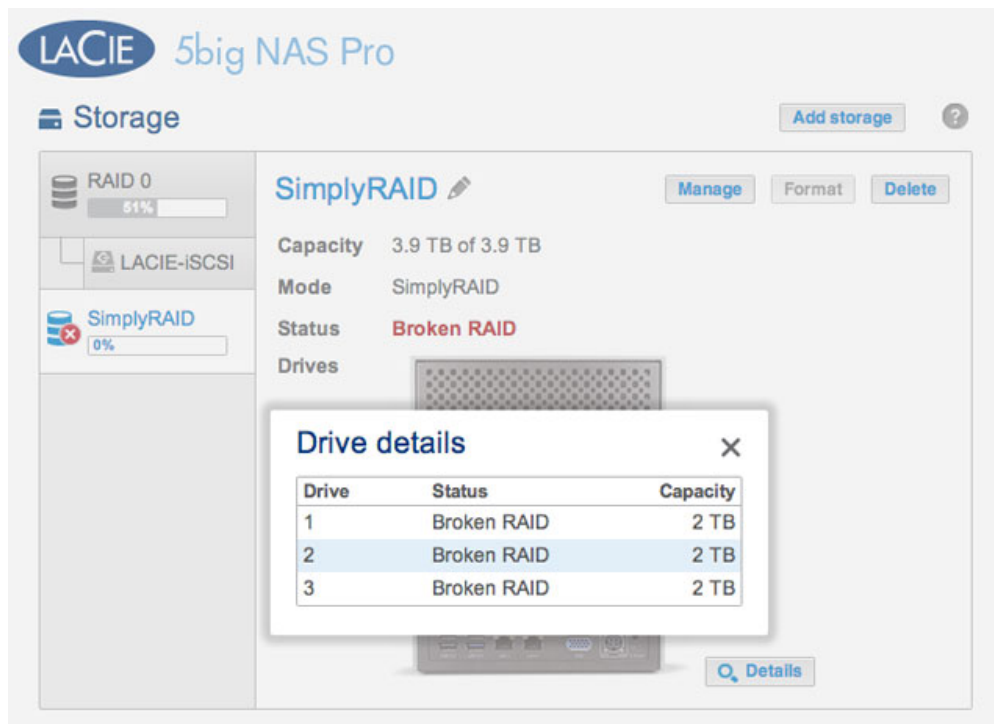 LACIE 5big NAS Pro
Storage
Add storage
?
RAID 0
51%
LACIE-iSCSI
SimplyRAID
0%
SimplyRAID
Manage
Format
Delete
Capacity 3.9 TB of 3.9 TB
Mode SimplyRAID
Status Broken RAID
Drives
Drive details
Drive Status Capacity
1 Broken RAID 2 TB
2 Broken RAID 2 TB
3 Broken RAID 2 TB
Details